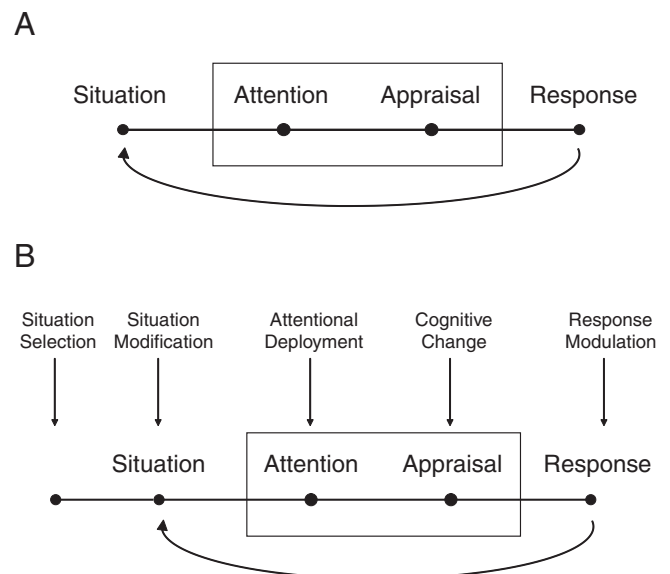 A
Situation Attention Appraisal Response
B
Situation Selection
Situation Modification
Attentional Deployment
Cognitive Change
Response Modulation
Situation Attention Appraisal Response